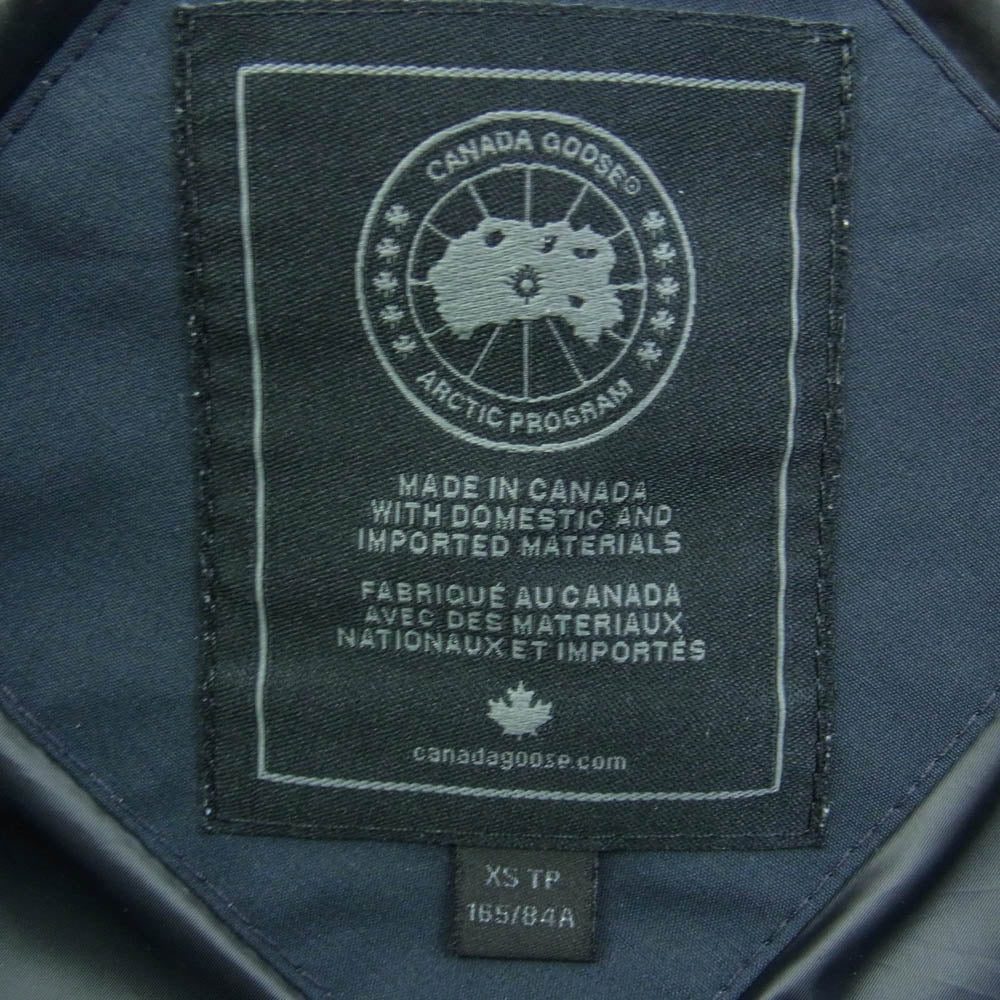 CANADA GOOSE®
ARCTIC PROGRAM
MADE IN CANADA
WITH DOMESTIC AND
IMPORTED MATERIALS
FABRIQUÉ AU CANADA
AVEC DES MATERIAUX
NATIONAUX ET IMPORTÉS
canadagoose.com
XS TP
165/84A